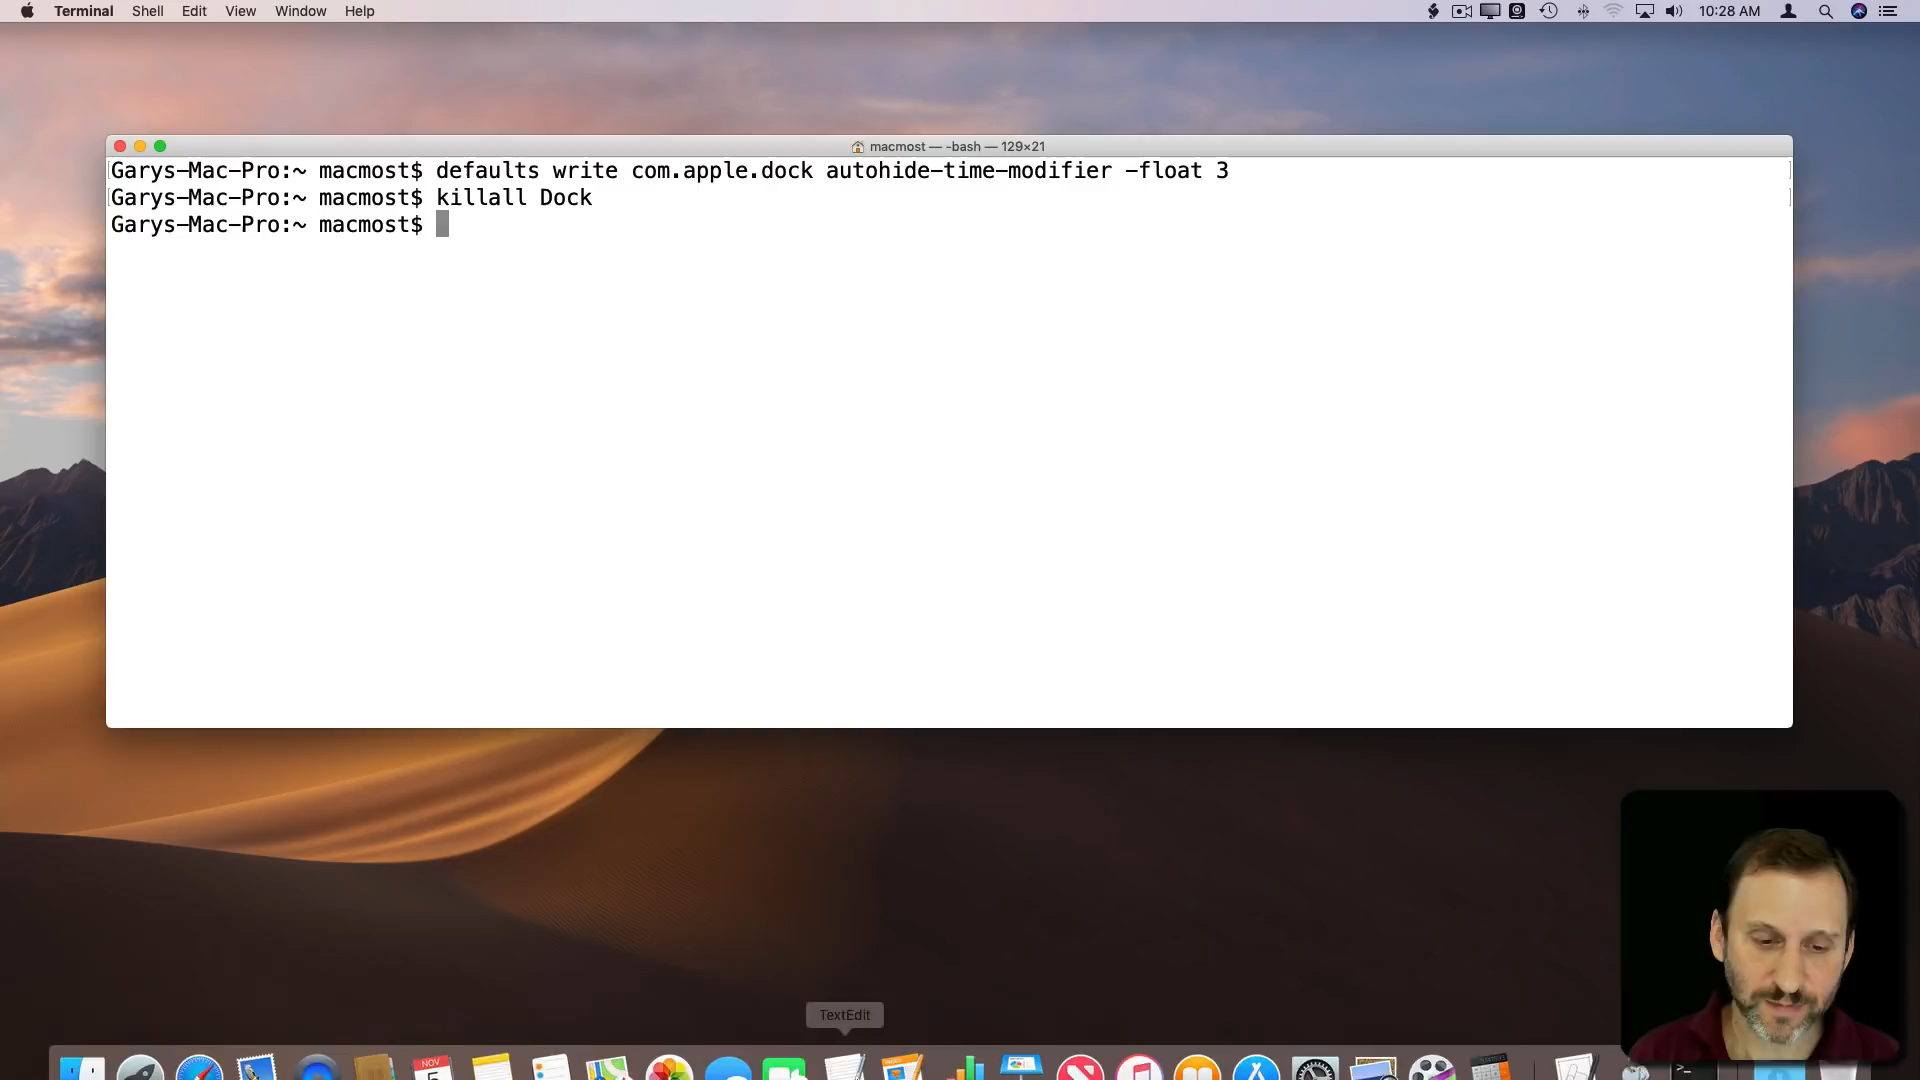 Terminal Shell Edit View Window Help 10:28 AM
macmost — -bash — 129×21
Garys-Mac-Pro:~ macmost$ defaults write com.apple.dock autohide-time-modifier -float 3
Garys-Mac-Pro:~ macmost$ killall Dock
Garys-Mac-Pro:~ macmost$
TextEdit
NOV